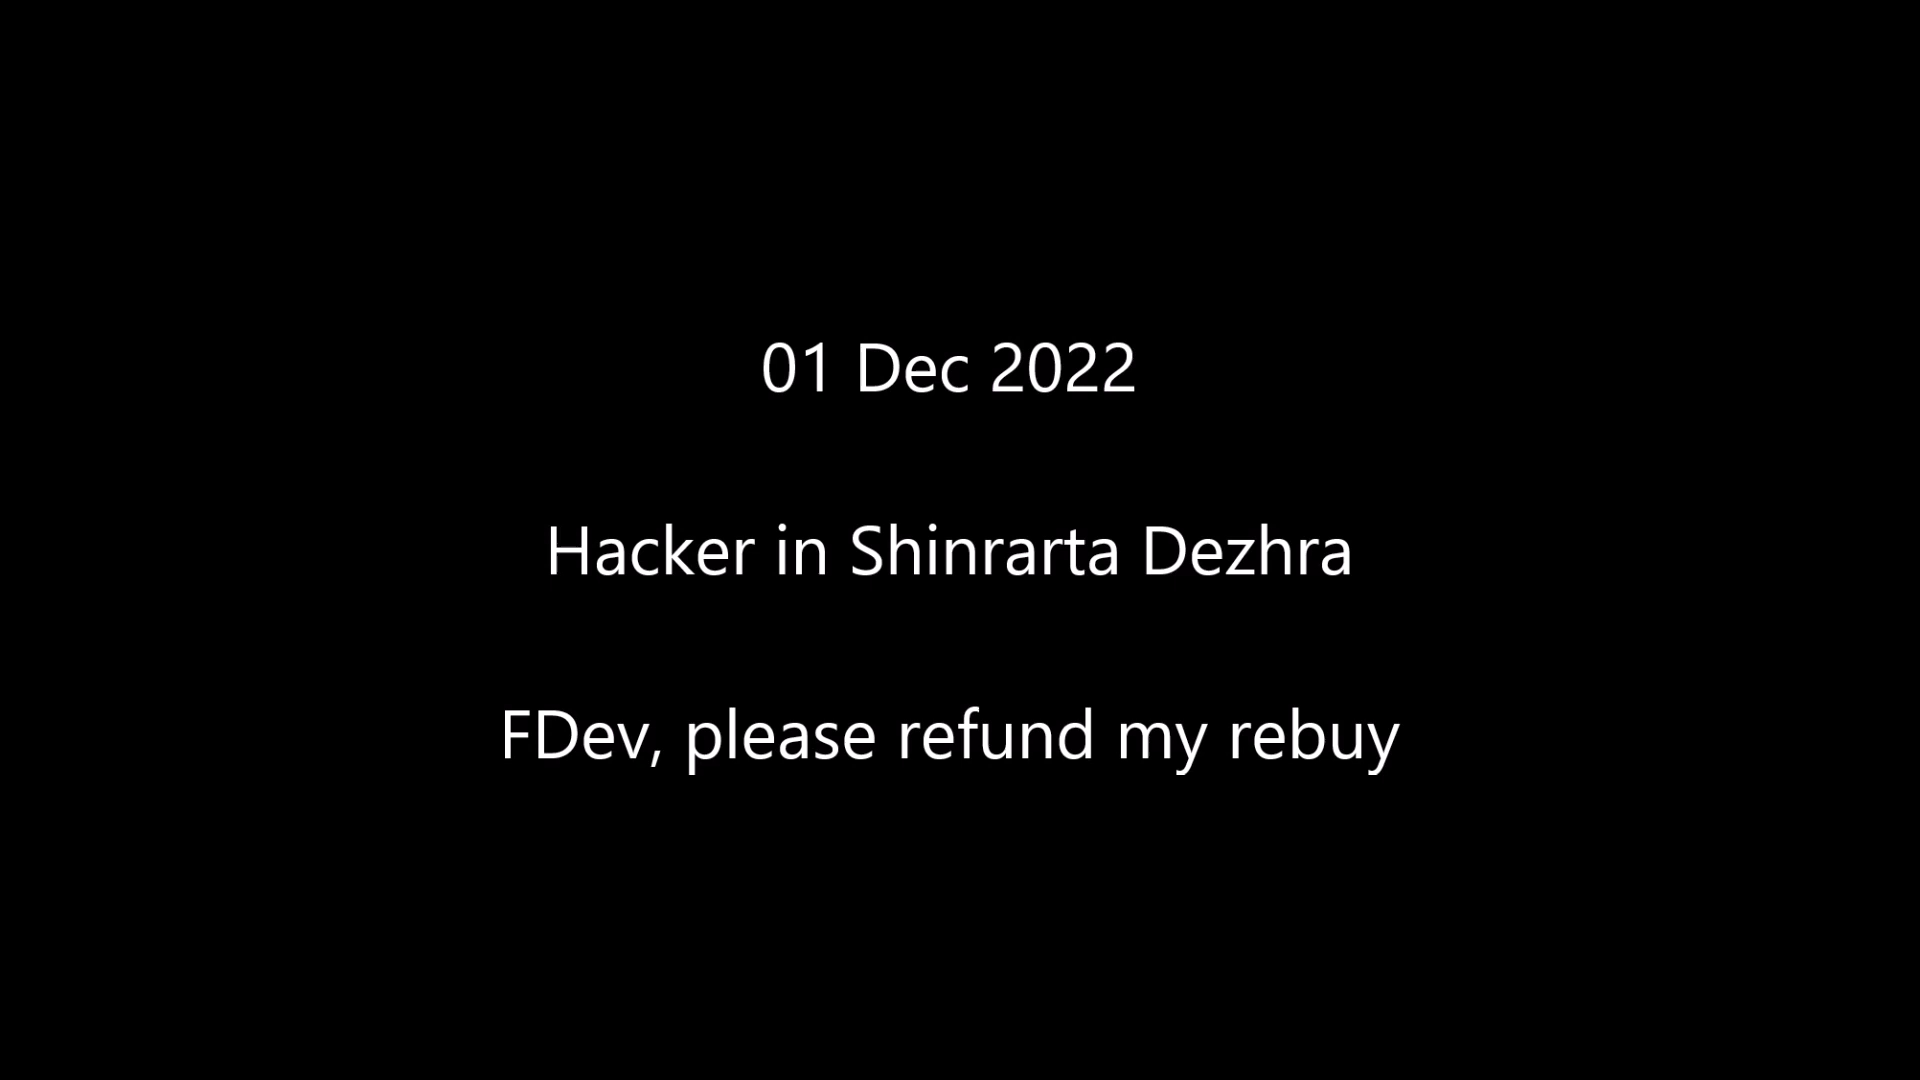 01 Dec 2022
Hacker in Shinrarta Dezhra
FDev, please refund my rebuy